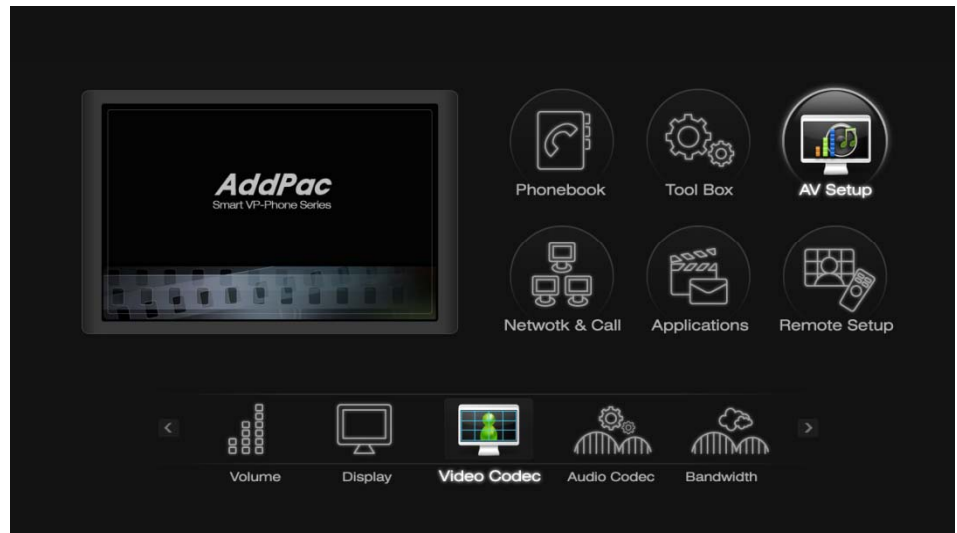 AddPac
Smart VP-Phone Series
Phonebook
Tool Box
AV Setup
Netwotk & Call
Applications
Remote Setup
Volume
Display
Video Codec
Audio Codec
Bandwidth